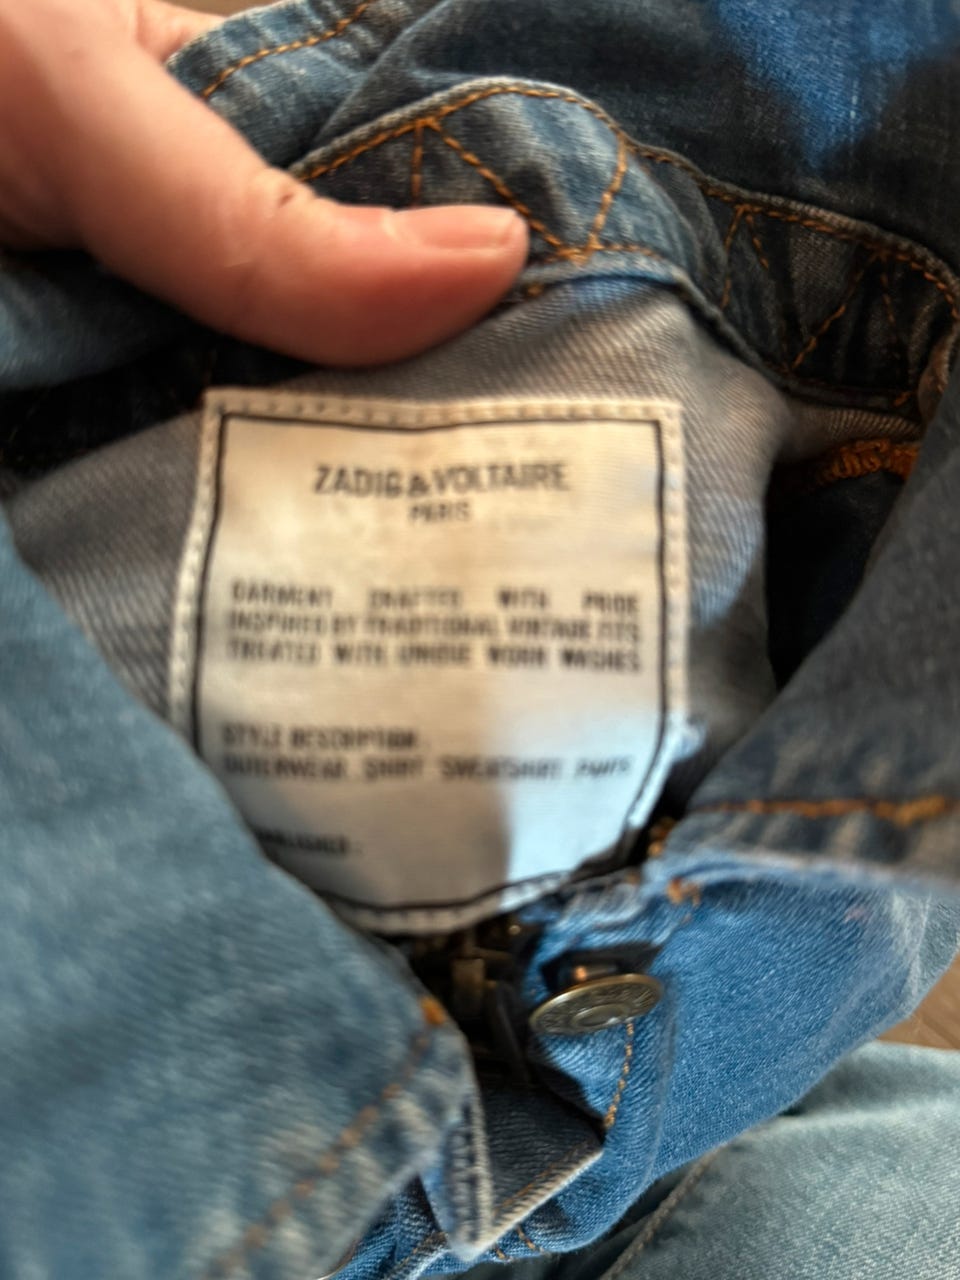 ZADIG&VOLTAIRE
PARIS
GARMENT CRAFTED WITH PRIDE
INSPIRED BY TRADITIONAL VINTAGE FITS
TREATED WITH UNIQUE WORN WASHES
STYLE DESCRIPTION:
OUTERWEAR SHIRT SWEATSHIRT PANTS